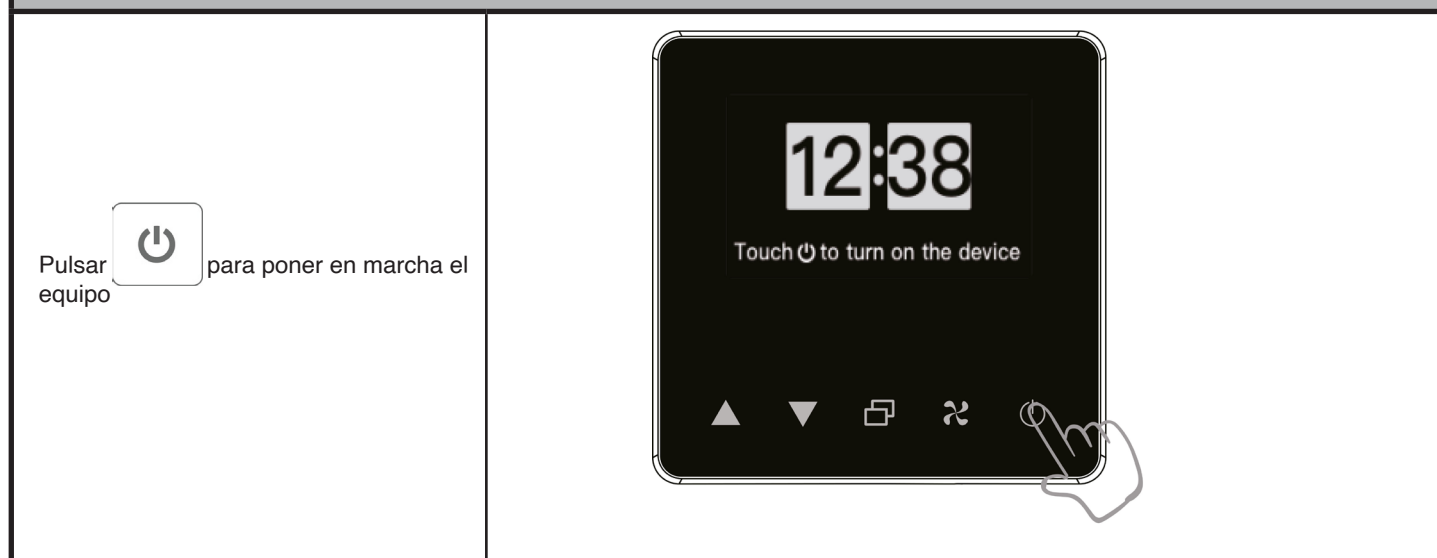 Pulsar ⏻ para poner en marcha el
equipo
12:38
Touch ⏻ to turn on the device